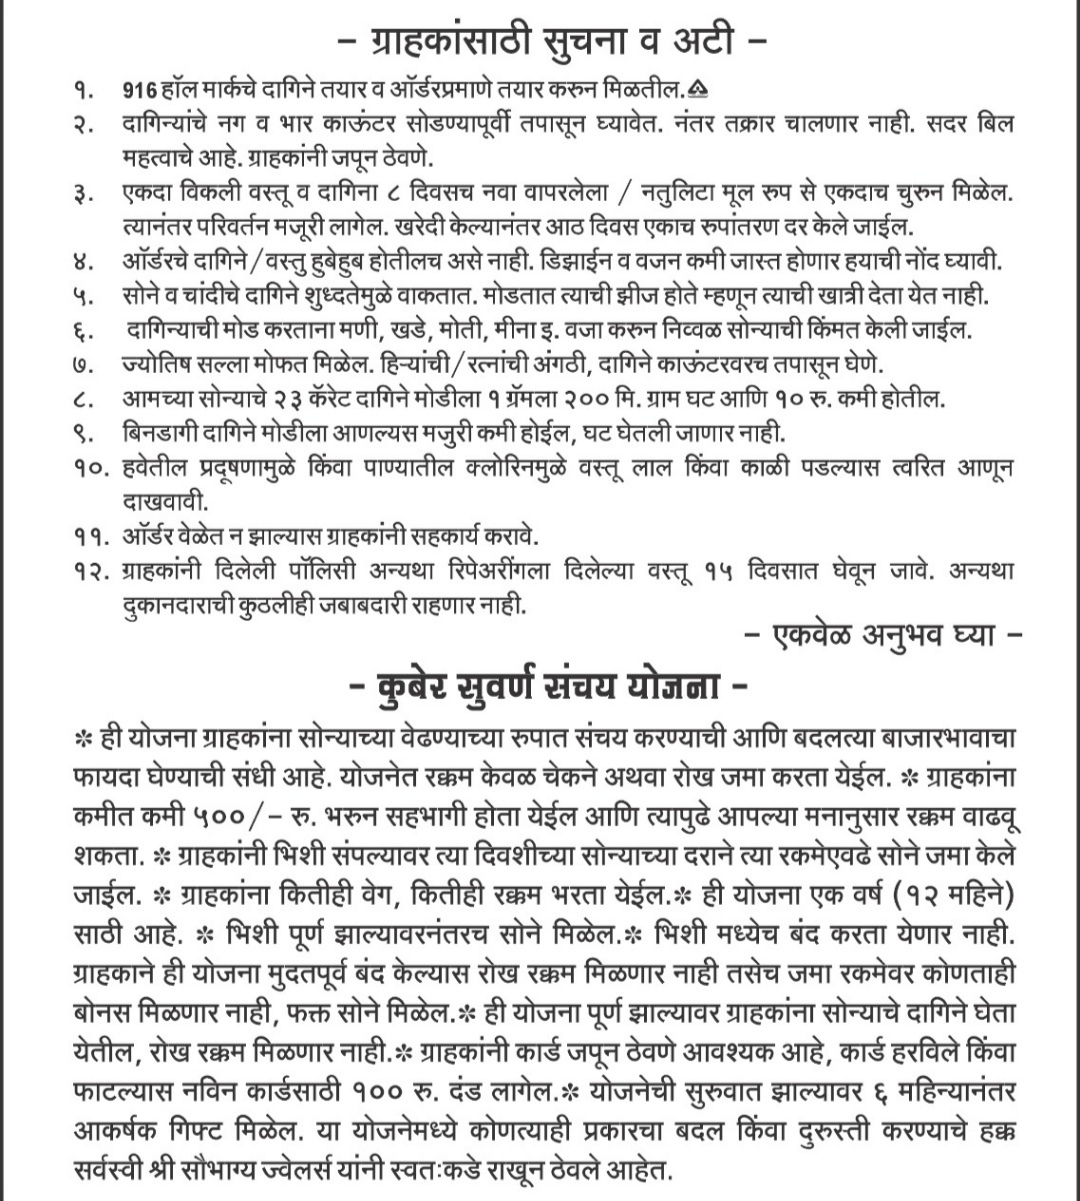 – ग्राहकांसाठी सुचना व अटी –
१. 916 हॉल मार्कचे दागिने तयार व ऑर्डरप्रमाणे तयार करुन मिळतील.
२. दागिन्यांचे नग व भार काऊंटर सोडण्यापूर्वी तपासून घ्यावेत. नंतर तक्रार चालणार नाही. सदर बिल
महत्वाचे आहे. ग्राहकांनी जपून ठेवणे.
३. एकदा विकली वस्तू व दागिना ८ दिवसच नवा वापरलेला / नतुलिटा मूल रुप से एकदाच चुरुन मिळेल.
त्यानंतर परिवर्तन मजूरी लागेल. खरेदी केल्यानंतर आठ दिवस एकाच रुपांतरण दर केले जाईल.
४. ऑर्डरचे दागिने/वस्तु हुबेहुब होतीलच असे नाही. डिझाईन व वजन कमी जास्त होणार हयाची नोंद घ्यावी.
५. सोने व चांदीचे दागिने शुध्दतेमुळे वाकतात. मोडतात त्याची झीज होते म्हणून त्याची खात्री देता येत नाही.
६. दागिन्याची मोड करताना मणी, खडे, मोती, मीना इ. वजा करुन निव्वळ सोन्याची किंमत केली जाईल.
७. ज्योतिष सल्ला मोफत मिळेल. हिऱ्यांची/रत्नांची अंगठी, दागिने काऊंटरवरच तपासून घेणे.
८. आमच्या सोन्याचे २३ कॅरेट दागिने मोडीला १ ग्रॅमला २०० मि. ग्राम घट आणि १० रु. कमी होतील.
९. बिनडागी दागिने मोडीला आणल्यस मजुरी कमी होईल, घट घेतली जाणार नाही.
१०. हवेतील प्रदूषणामुळे किंवा पाण्यातील क्लोरिनमुळे वस्तू लाल किंवा काळी पडल्यास त्वरित आणून
दाखवावी.
११. ऑर्डर वेळेत न झाल्यास ग्राहकांनी सहकार्य करावे.
१२. ग्राहकांनी दिलेली पॉलिसी अन्यथा रिपेअरींगला दिलेल्या वस्तू १५ दिवसात घेवून जावे. अन्यथा
दुकानदाराची कुठलीही जबाबदारी राहणार नाही.
– एकवेळ अनुभव घ्या –
– कुबेर सुवर्ण संचय योजना –
❊ ही योजना ग्राहकांना सोन्याच्या वेढण्याच्या रुपात संचय करण्याची आणि बदलत्या बाजारभावाचा
फायदा घेण्याची संधी आहे. योजनेत रक्कम केवळ चेकने अथवा रोख जमा करता येईल. ❊ ग्राहकांना
कमीत कमी ५००/– रु. भरुन सहभागी होता येईल आणि त्यापुढे आपल्या मनानुसार रक्कम वाढवू
शकता. ❊ ग्राहकांनी भिशी संपल्यावर त्या दिवशीच्या सोन्याच्या दराने त्या रकमेएवढे सोने जमा केले
जाईल. ❊ ग्राहकांना कितीही वेग, कितीही रक्कम भरता येईल.❊ ही योजना एक वर्ष (१२ महिने)
साठी आहे. ❊ भिशी पूर्ण झाल्यावरनंतरच सोने मिळेल.❊ भिशी मध्येच बंद करता येणार नाही.
ग्राहकाने ही योजना मुदतपूर्व बंद केल्यास रोख रक्कम मिळणार नाही तसेच जमा रकमेवर कोणताही
बोनस मिळणार नाही, फक्त सोने मिळेल.❊ ही योजना पूर्ण झाल्यावर ग्राहकांना सोन्याचे दागिने घेता
येतील, रोख रक्कम मिळणार नाही.❊ ग्राहकांनी कार्ड जपून ठेवणे आवश्यक आहे, कार्ड हरविले किंवा
फाटल्यास नविन कार्डसाठी १०० रु. दंड लागेल.❊ योजनेची सुरुवात झाल्यावर ६ महिन्यानंतर
आकर्षक गिफ्ट मिळेल. या योजनेमध्ये कोणत्याही प्रकारचा बदल किंवा दुरुस्ती करण्याचे हक्क
सर्वस्वी श्री सौभाग्य ज्वेलर्स यांनी स्वतःकडे राखून ठेवले आहेत.